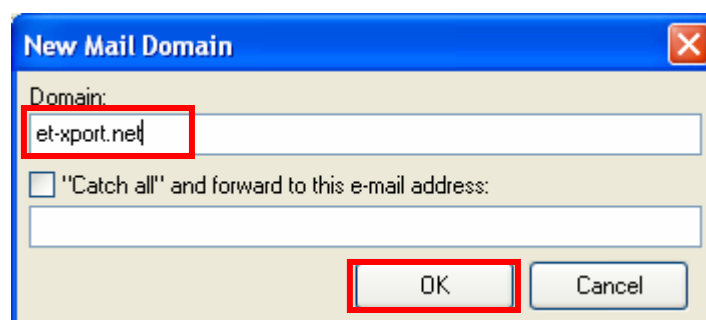 New Mail Domain
Domain:
et-xport.net
"Catch all" and forward to this e-mail address:
OK Cancel